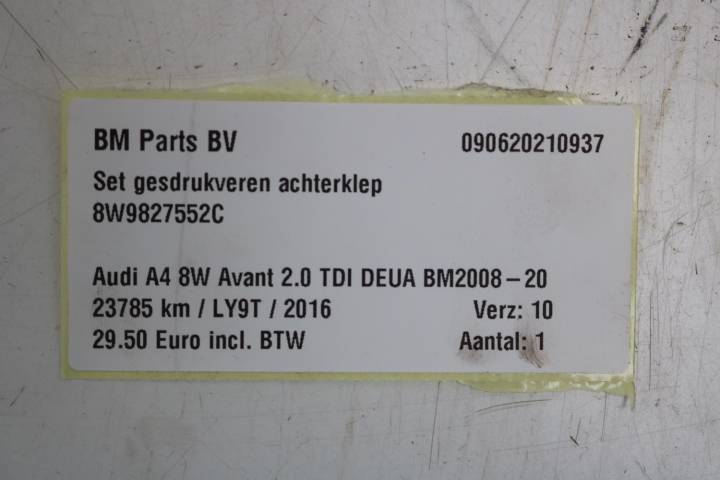 BM Parts BV 090620210937
Set gesdrukveren achterklep
8W9827552C
Audi A4 8W Avant 2.0 TDI DEUA BM2008-20
23785 km / LY9T / 2016 Verz: 10
29.50 Euro incl. BTW Aantal: 1